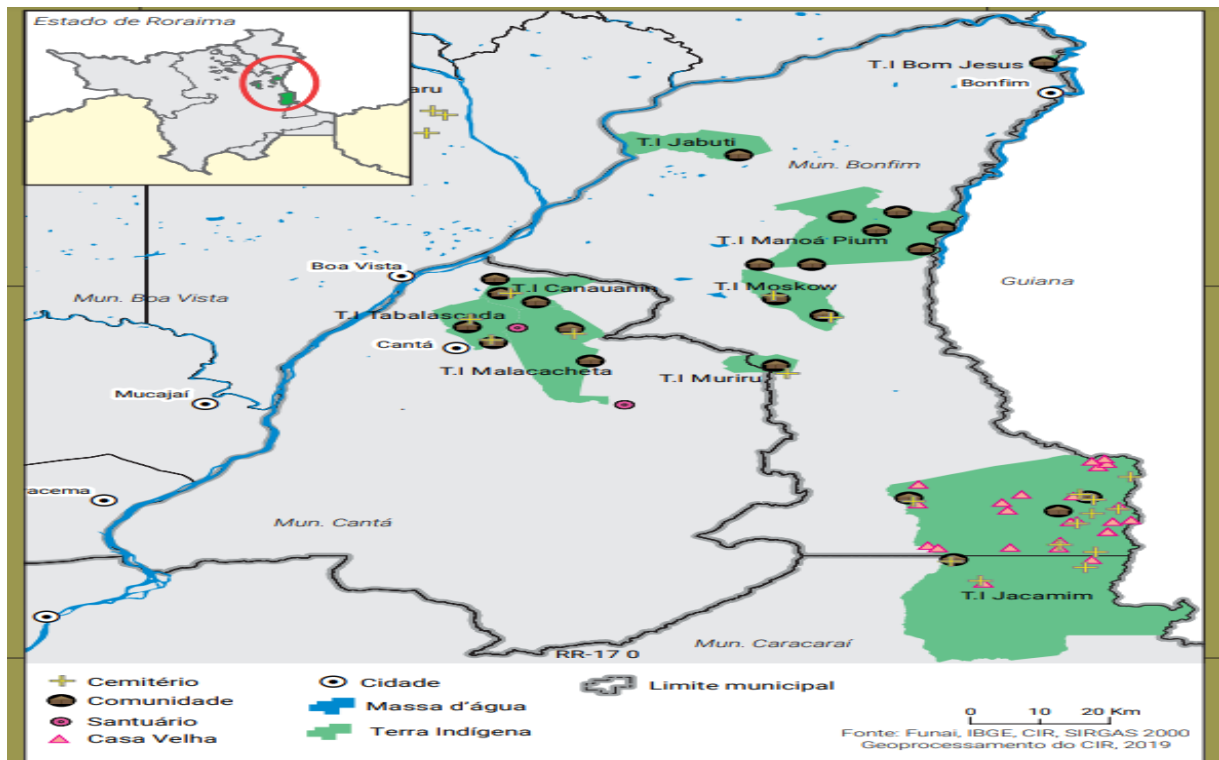 Estado de Roraima
aru
T.I Bom Jesus
Bonfim
T.I Jabuti
Mun. Bonfim
T.I Manoá Pium
Boa Vista
Mun. Boa Vista
T.I Canauanin
T.I Moskow
Guiana
T.I Tabalascada
Cantá
T.I Malacacheta
T.I Muriru
Mucajaí
racema
Mun. Cantá
T.I Jacamim
Mun. Caracaraí
RR-17 0
Cemitério
Cidade
Limite municipal
Comunidade
Massa d'água
Santuário
Terra Indígena
Casa Velha
0 10 20 Km
Fonte: Funai, IBGE, CIR, SIRGAS 2000
Geoprocessamento do CIR, 2019